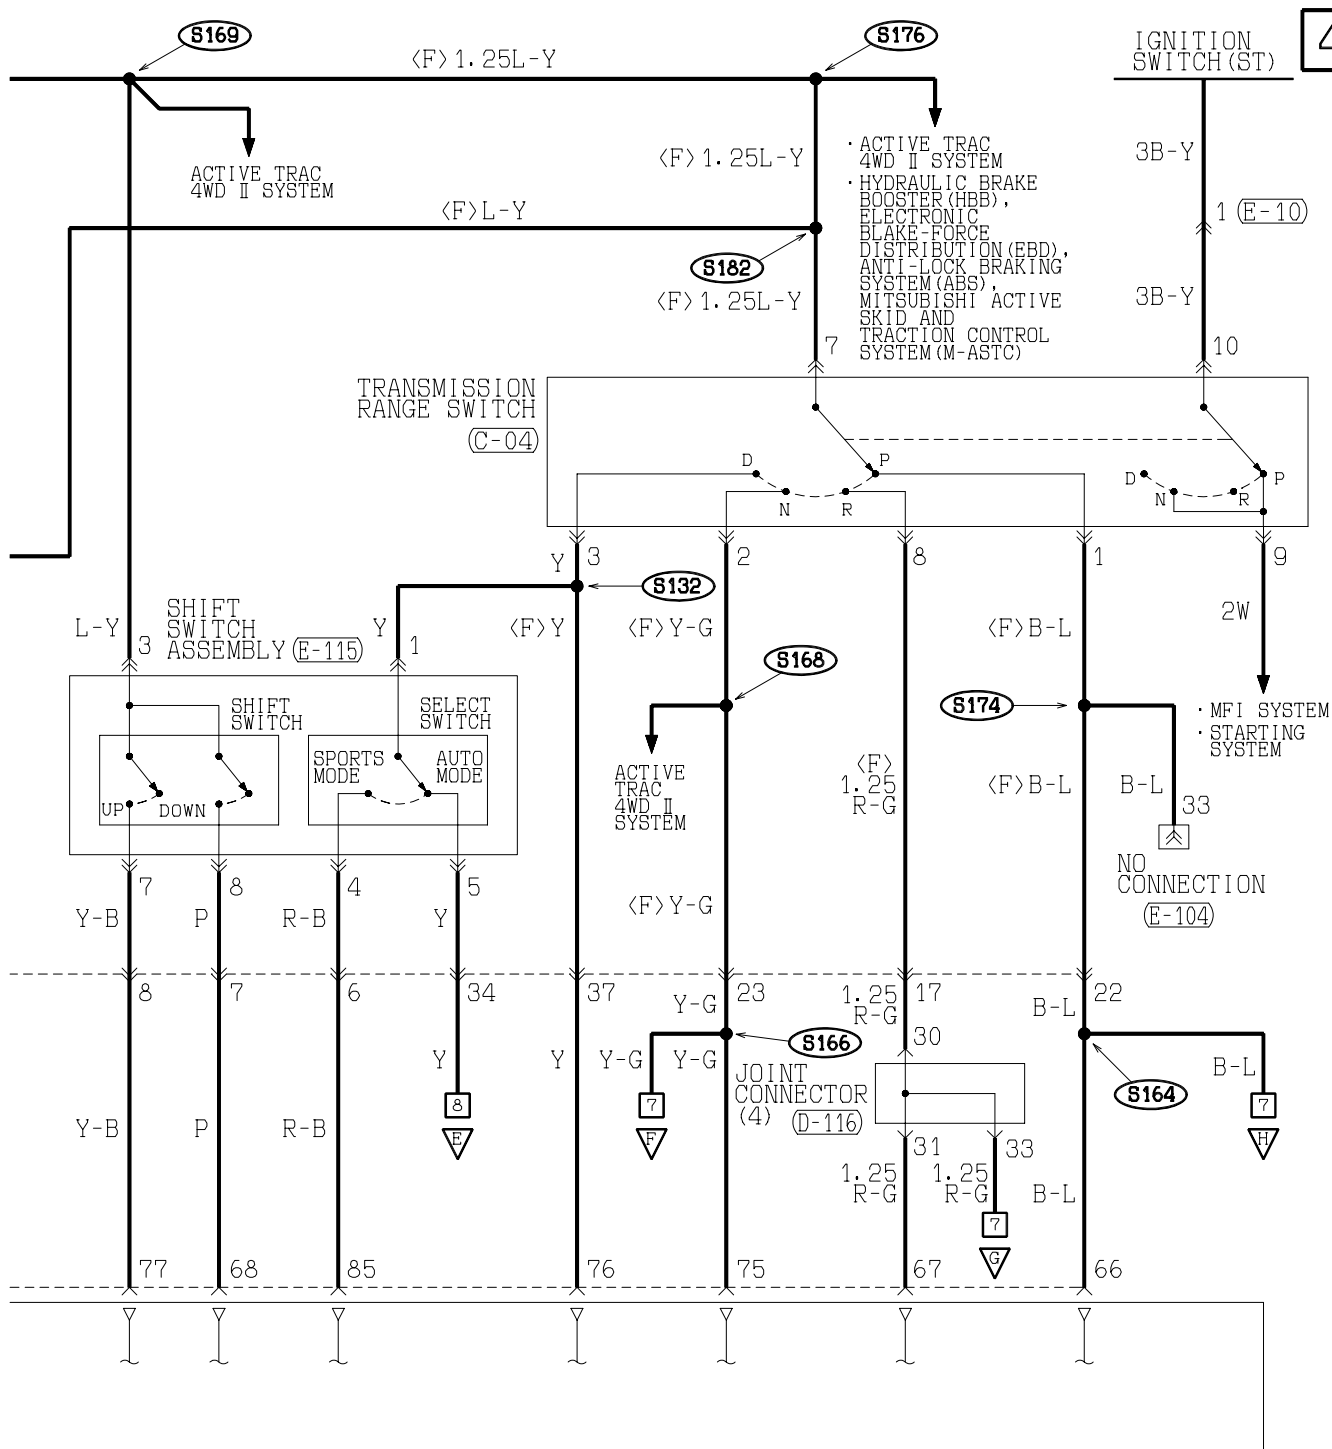 S169
S176
〈F〉1.25L-Y
IGNITION
SWITCH(ST)
4
ACTIVE TRAC
4WD Ⅱ SYSTEM
〈F〉1.25L-Y
· ACTIVE TRAC
4WD Ⅱ SYSTEM
· HYDRAULIC BRAKE
BOOSTER(HBB),
ELECTRONIC
BLAKE-FORCE
DISTRIBUTION(EBD),
ANTI-LOCK BRAKING
SYSTEM(ABS),
MITSUBISHI ACTIVE
SKID AND
TRACTION CONTROL
SYSTEM(M-ASTC)
3B-Y
1 (E-10)
3B-Y
〈F〉L-Y
S182
〈F〉1.25L-Y
7
10
TRANSMISSION
RANGE SWITCH
(C-04)
D
P
N
R
D
P
N
R
3
2
8
1
9
Y
S132
SHIFT
SWITCH
ASSEMBLY (E-115)
L-Y
3
Y
1
〈F〉Y
〈F〉Y-G
〈F〉B-L
2W
S168
S174
· MFI SYSTEM
· STARTING
SYSTEM
SHIFT
SWITCH
SELECT
SWITCH
SPORTS
MODE
AUTO
MODE
UP
DOWN
ACTIVE
TRAC
4WD Ⅱ
SYSTEM
〈F〉
1.25
R-G
〈F〉B-L
B-L
33
NO
CONNECTION
(E-104)
7
8
4
5
Y-B
P
R-B
Y
〈F〉Y-G
8
7
6
34
37
23
17
22
Y-G
1.25
R-G
B-L
30
S166
Y
Y
Y-G
Y-G
JOINT
CONNECTOR
(4)
(D-116)
S164
B-L
8
E
7
F
7
H
Y-B
P
R-B
31
33
1.25
R-G
1.25
R-G
B-L
7
G
77
68
85
76
75
67
66